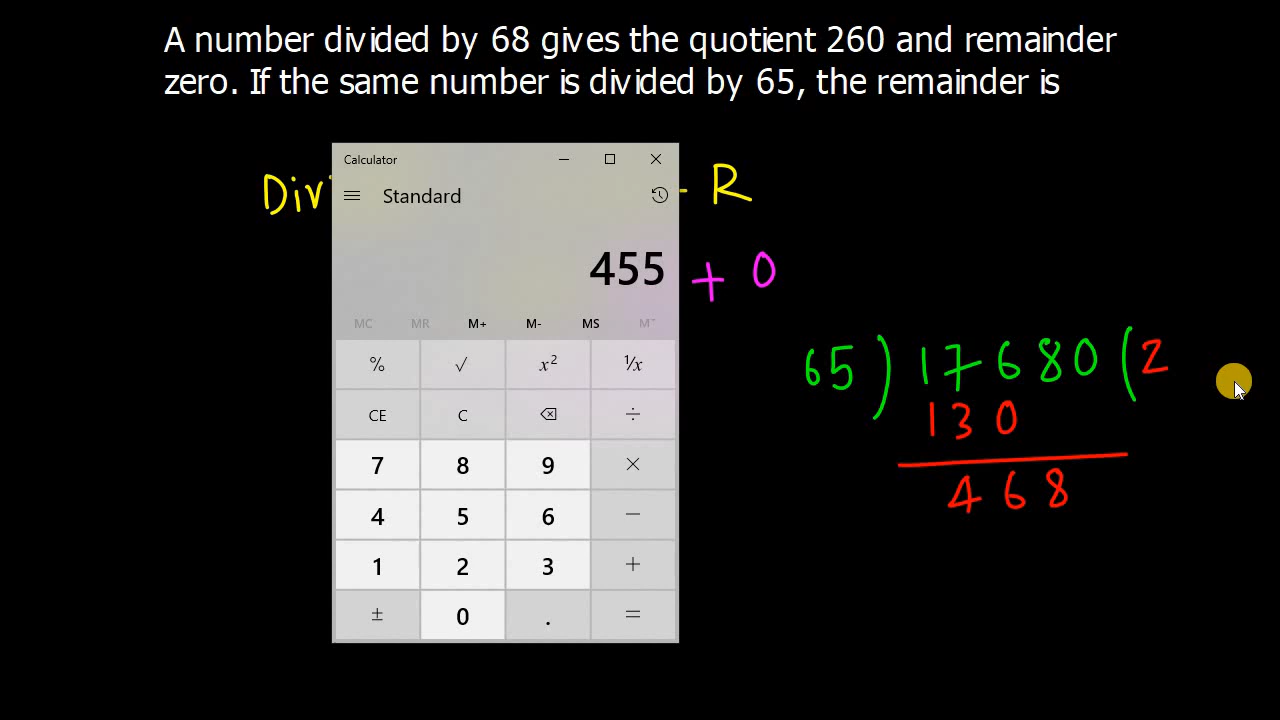 A number divided by 68 gives the quotient 260 and remainder
zero. If the same number is divided by 65, the remainder is
Calculator
Standard
Div
- R
455
+ 0
MC MR M+ M- MS M˅
% √ x² ¹/x
CE C ÷
7 8 9 ×
4 5 6 −
1 2 3 +
± 0 . =
65 ) 17680 ( 2
130
468